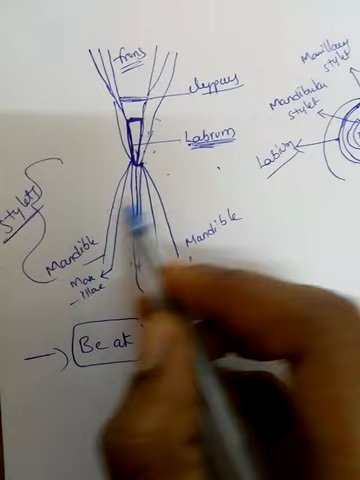 frons
clypeus
Labrum
Stylets
Mandible
Max
-illae
Mandible
Beak
Maxillary
stylet
Mandibular
stylet
Labium